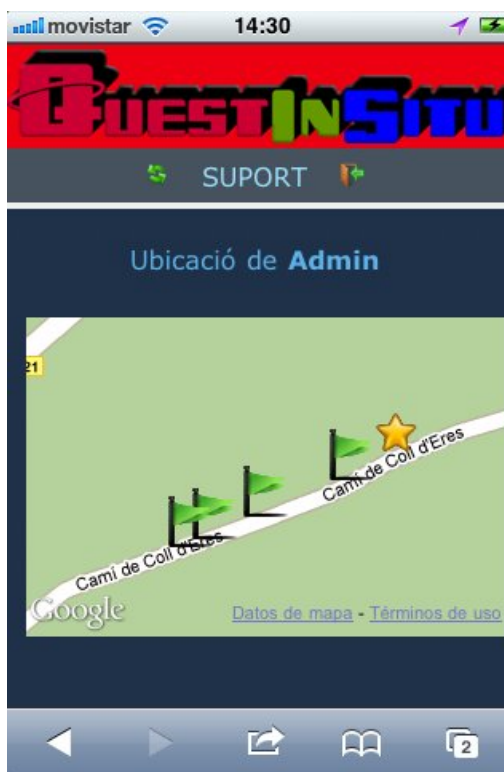 movistar 14:30
QUESTINSITU
SUPORT
Ubicació de Admin
21
Camí de Coll d'Eres
Camí de Coll d'Eres
Google
Datos de mapa - Términos de uso
2